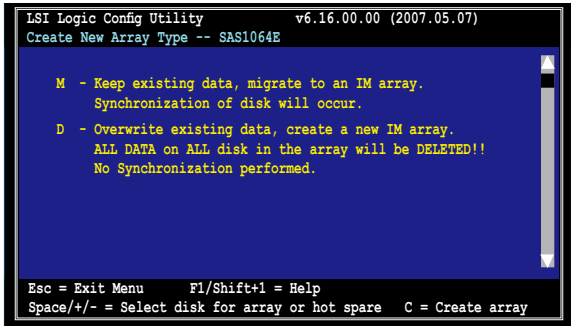 LSI Logic Config Utility v6.16.00.00 (2007.05.07)
Create New Array Type -- SAS1064E
M - Keep existing data, migrate to an IM array.
Synchronization of disk will occur.
D - Overwrite existing data, create a new IM array.
ALL DATA on ALL disk in the array will be DELETED!!
No Synchronization performed.
Esc = Exit Menu F1/Shift+1 = Help
Space/+/- = Select disk for array or hot spare C = Create array